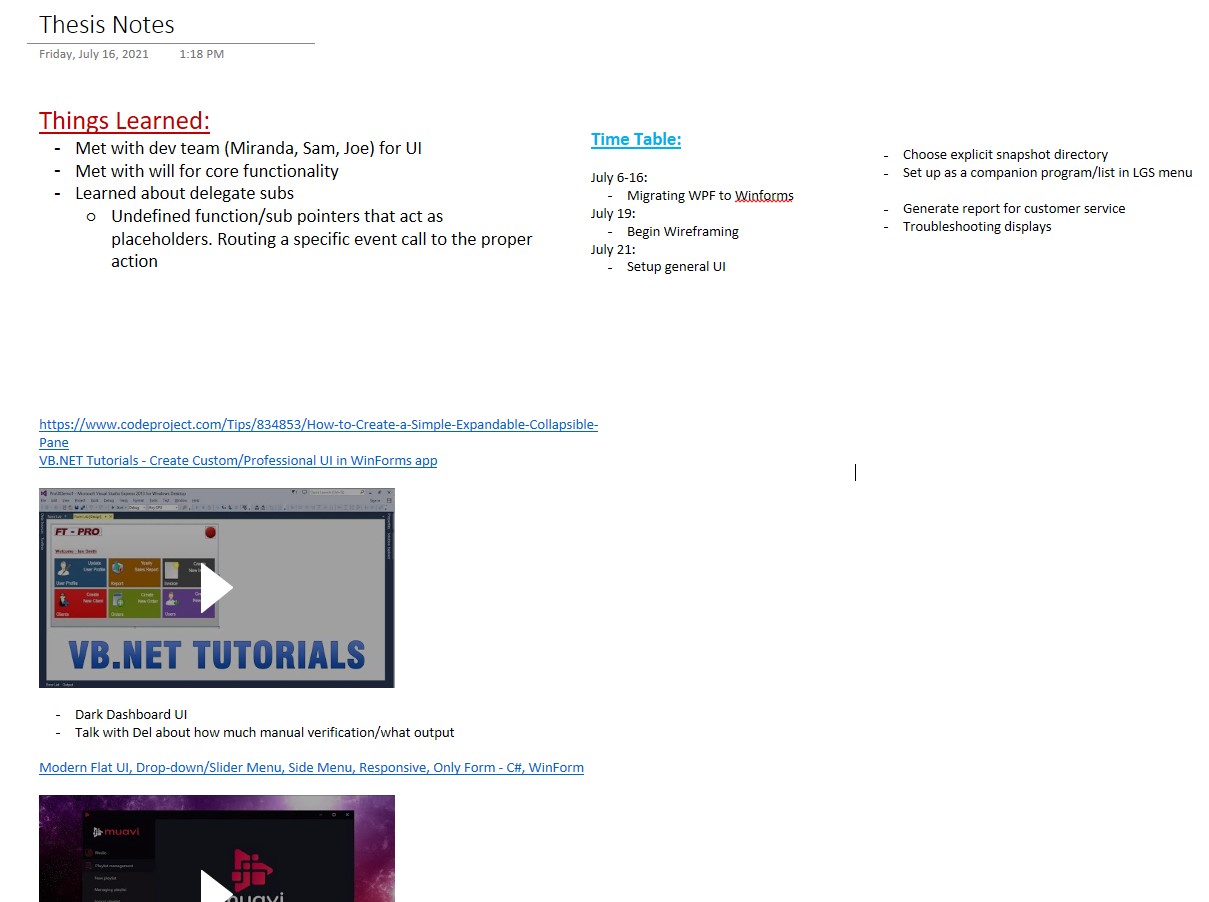 Thesis Notes
Friday, July 16, 2021 1:18 PM
Things Learned:
- Met with dev team (Miranda, Sam, Joe) for UI
- Met with will for core functionality
- Learned about delegate subs
o Undefined function/sub pointers that act as
placeholders. Routing a specific event call to the proper
action
Time Table:
July 6-16:
- Migrating WPF to Winforms
July 19:
- Begin Wireframing
July 21:
- Setup general UI
- Choose explicit snapshot directory
- Set up as a companion program/list in LGS menu
- Generate report for customer service
- Troubleshooting displays
https://www.codeproject.com/Tips/834853/How-to-Create-a-Simple-Expandable-Collapsible-
Pane
VB.NET Tutorials - Create Custom/Professional UI in WinForms app
FT - PRO
Update
User Profile
User Profile
Report
Create
New Client
Clients
Create
New Order
Orders
Users
VB.NET TUTORIALS
- Dark Dashboard UI
- Talk with Del about how much manual verification/what output
Modern Flat UI, Drop-down/Slider Menu, Side Menu, Responsive, Only Form - C#, WinForm
muavi
Media
Playlist management
New playlist
Managing playlist
muavi